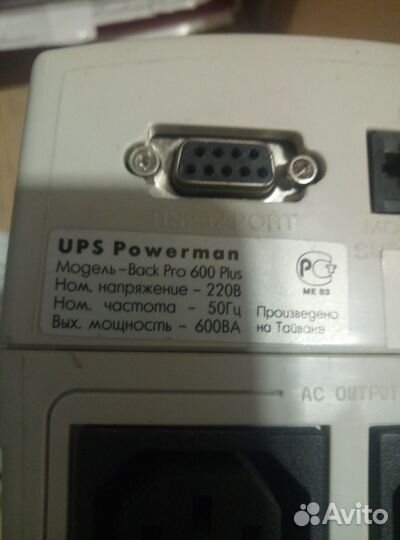 RS232 PORT
MO
UPS Powerman
Модель-Back Pro 600 Plus
Ном. напряжение - 220В
Ном. частота - 50Гц
Вых. мощность - 600ВА
МЕ 83
Произведено
на Тайване
AC OUTPUT
Avito